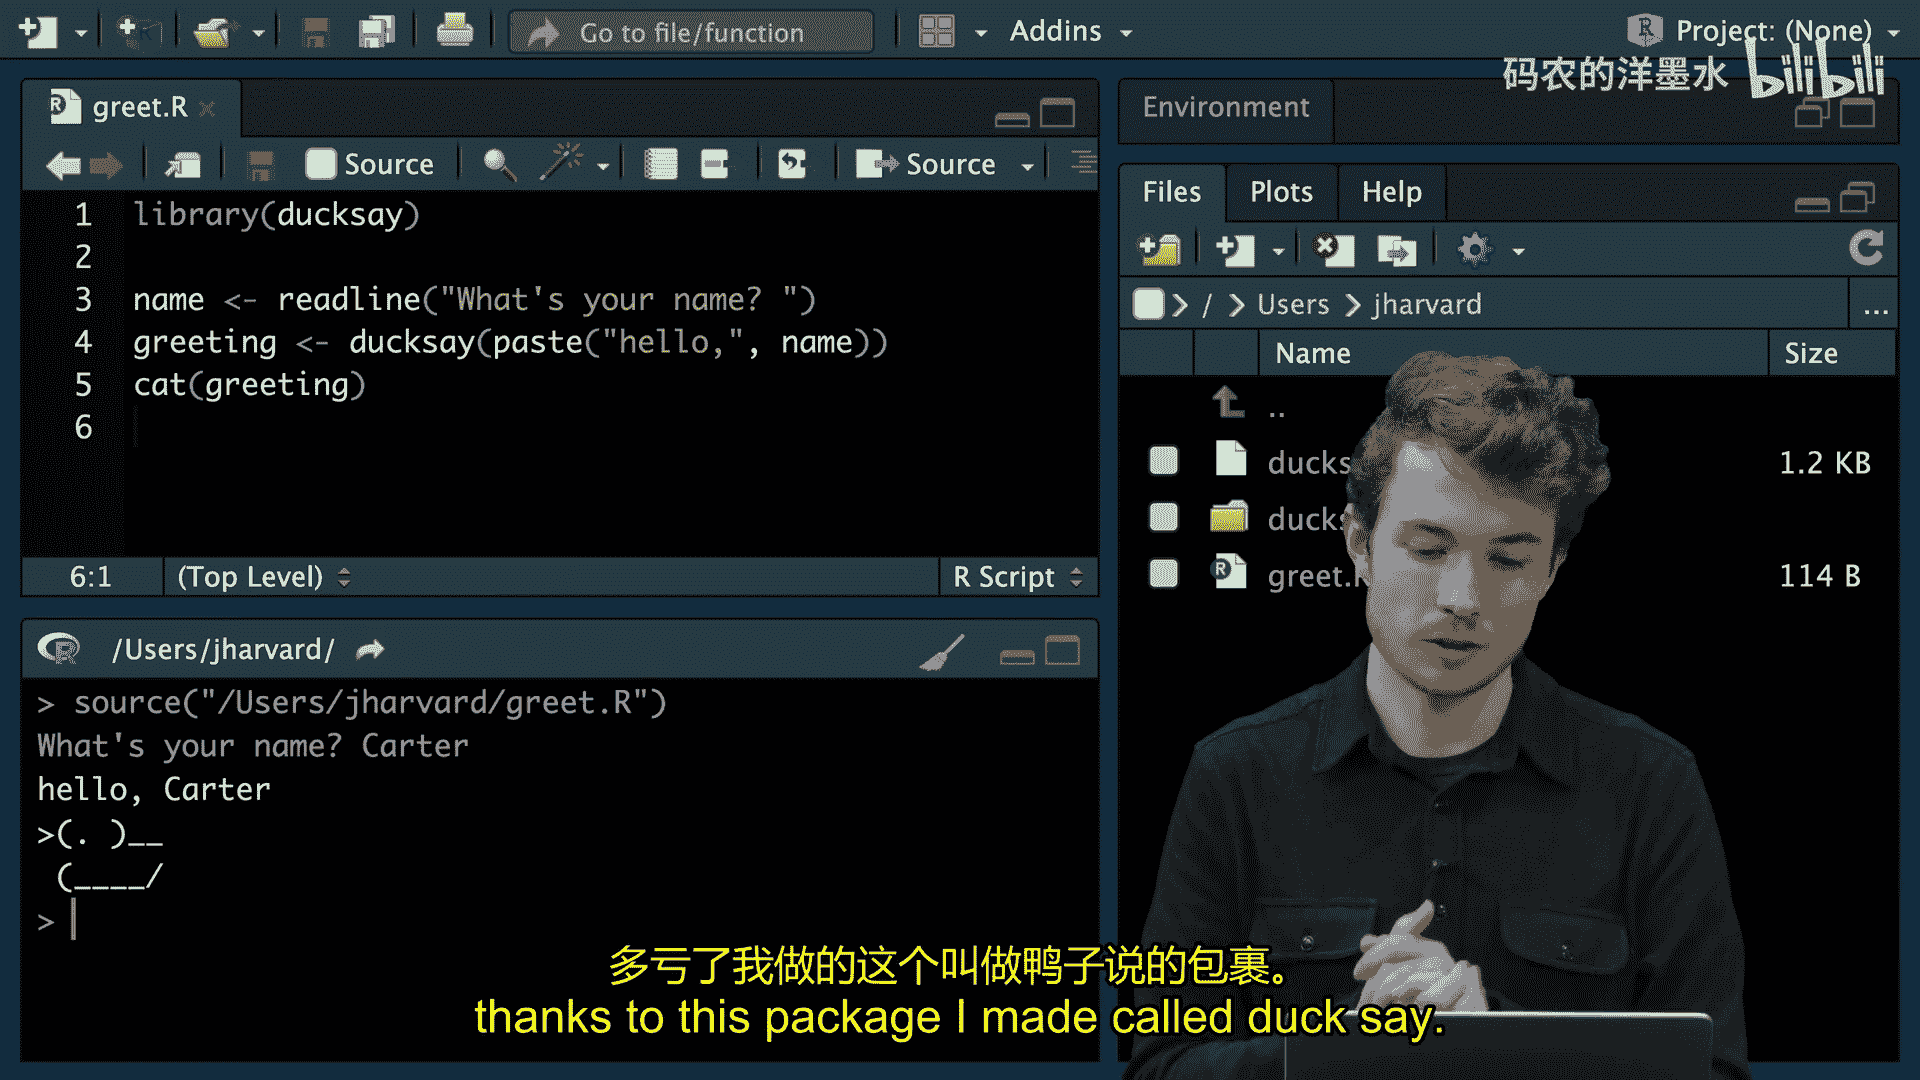 Go to file/function
Addins
Project: (None)
码农的洋墨水 bilibili
greet.R
Source
Source
1 library(ducksay)
2
3 name <- readline("What's your name? ")
4 greeting <- ducksay(paste("hello,", name))
5 cat(greeting)
6
6:1 (Top Level) R Script
/Users/jharvard/
> source("/Users/jharvard/greet.R")
What's your name? Carter
hello, Carter
>(. )__
 (____/
>
Environment
Files Plots Help
/ Users jharvard ...
Name Size
..
1.2 KB
114 B
多亏了我做的这个叫做鸭子说的包裹。
thanks to this package I made called duck say.